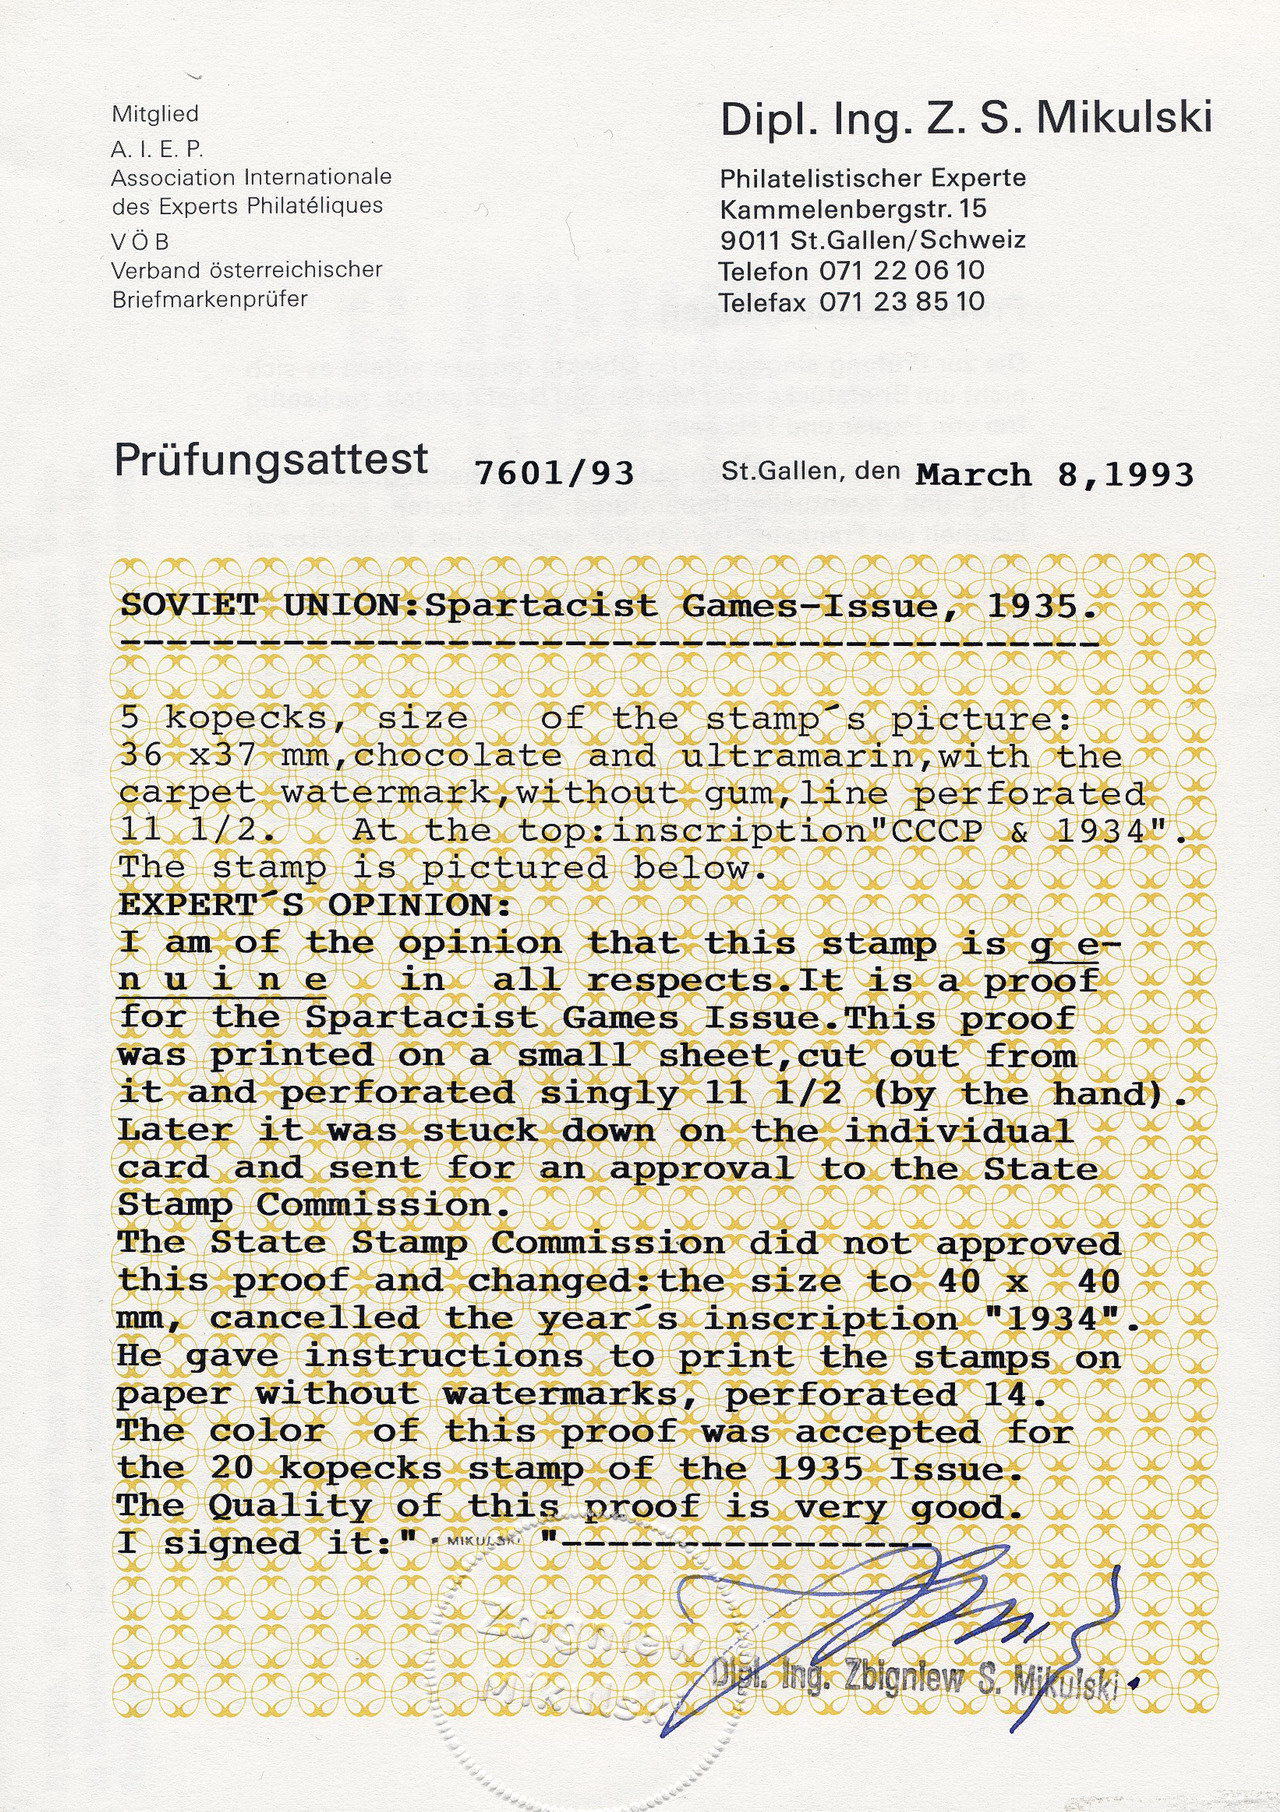 Mitglied
A. I. E. P.
Association Internationale
des Experts Philatéliques
VÖB
Verband österreichischer
Briefmarkenprüfer
Dipl. Ing. Z. S. Mikulski
Philatelistischer Experte
Kammelenbergstr. 15
9011 St.Gallen/Schweiz
Telefon 071 22 06 10
Telefax 071 23 85 10
Prüfungsattest 7601/93 St.Gallen, den March 8,1993
SOVIET UNION:Spartacist Games-Issue, 1935.
5 kopecks, size of the stamp´s picture:
36 x37 mm,chocolate and ultramarin,with the
carpet watermark,without gum,line perforated
11 1/2. At the top:inscription"CCCP & 1934".
The stamp is pictured below.
EXPERT´S OPINION:
I am of the opinion that this stamp is g e-
n u i n e in all respects.It is a proof
for the Spartacist Games Issue.This proof
was printed on a small sheet,cut out from
it and perforated singly 11 1/2 (by the hand).
Later it was stuck down on the individual
card and sent for an approval to the State
Stamp Commission.
The State Stamp Commission did not approved
this proof and changed:the size to 40 x 40
mm, cancelled the year´s inscription "1934".
He gave instructions to print the stamps on
paper without watermarks, perforated 14.
The color of this proof was accepted for
the 20 kopecks stamp of the 1935 Issue.
The Quality of this proof is very good.
I signed it:" MIKULSKI "----------------
Zbigniew
Mikulski
Dipl. Ing. Zbigniew S. Mikulski